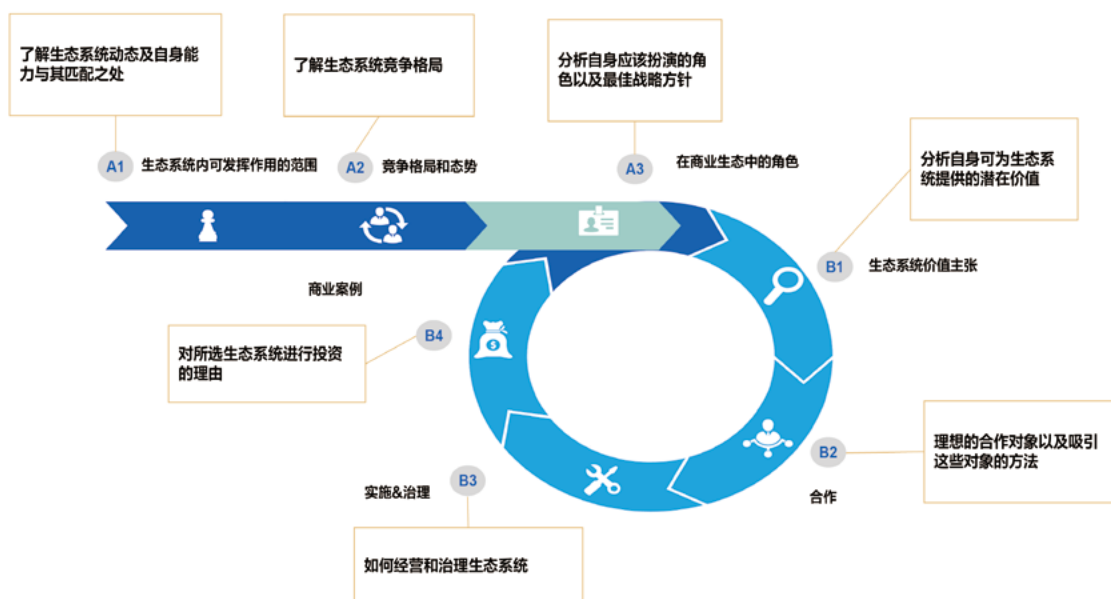 了解生态系统动态及自身能
力与其匹配之处
了解生态系统竞争格局
分析自身应该扮演的角
色以及最佳战略方针
A1
生态系统内可发挥作用的范围
A2
竞争格局和态势
A3
在商业生态中的角色
分析自身可为生态系
统提供的潜在价值
B1
生态系统价值主张
商业案例
B4
对所选生态系统进行投资
的理由
$
理想的合作对象以及吸引
这些对象的方法
B2
合作
实施&治理
B3
如何经营和治理生态系统